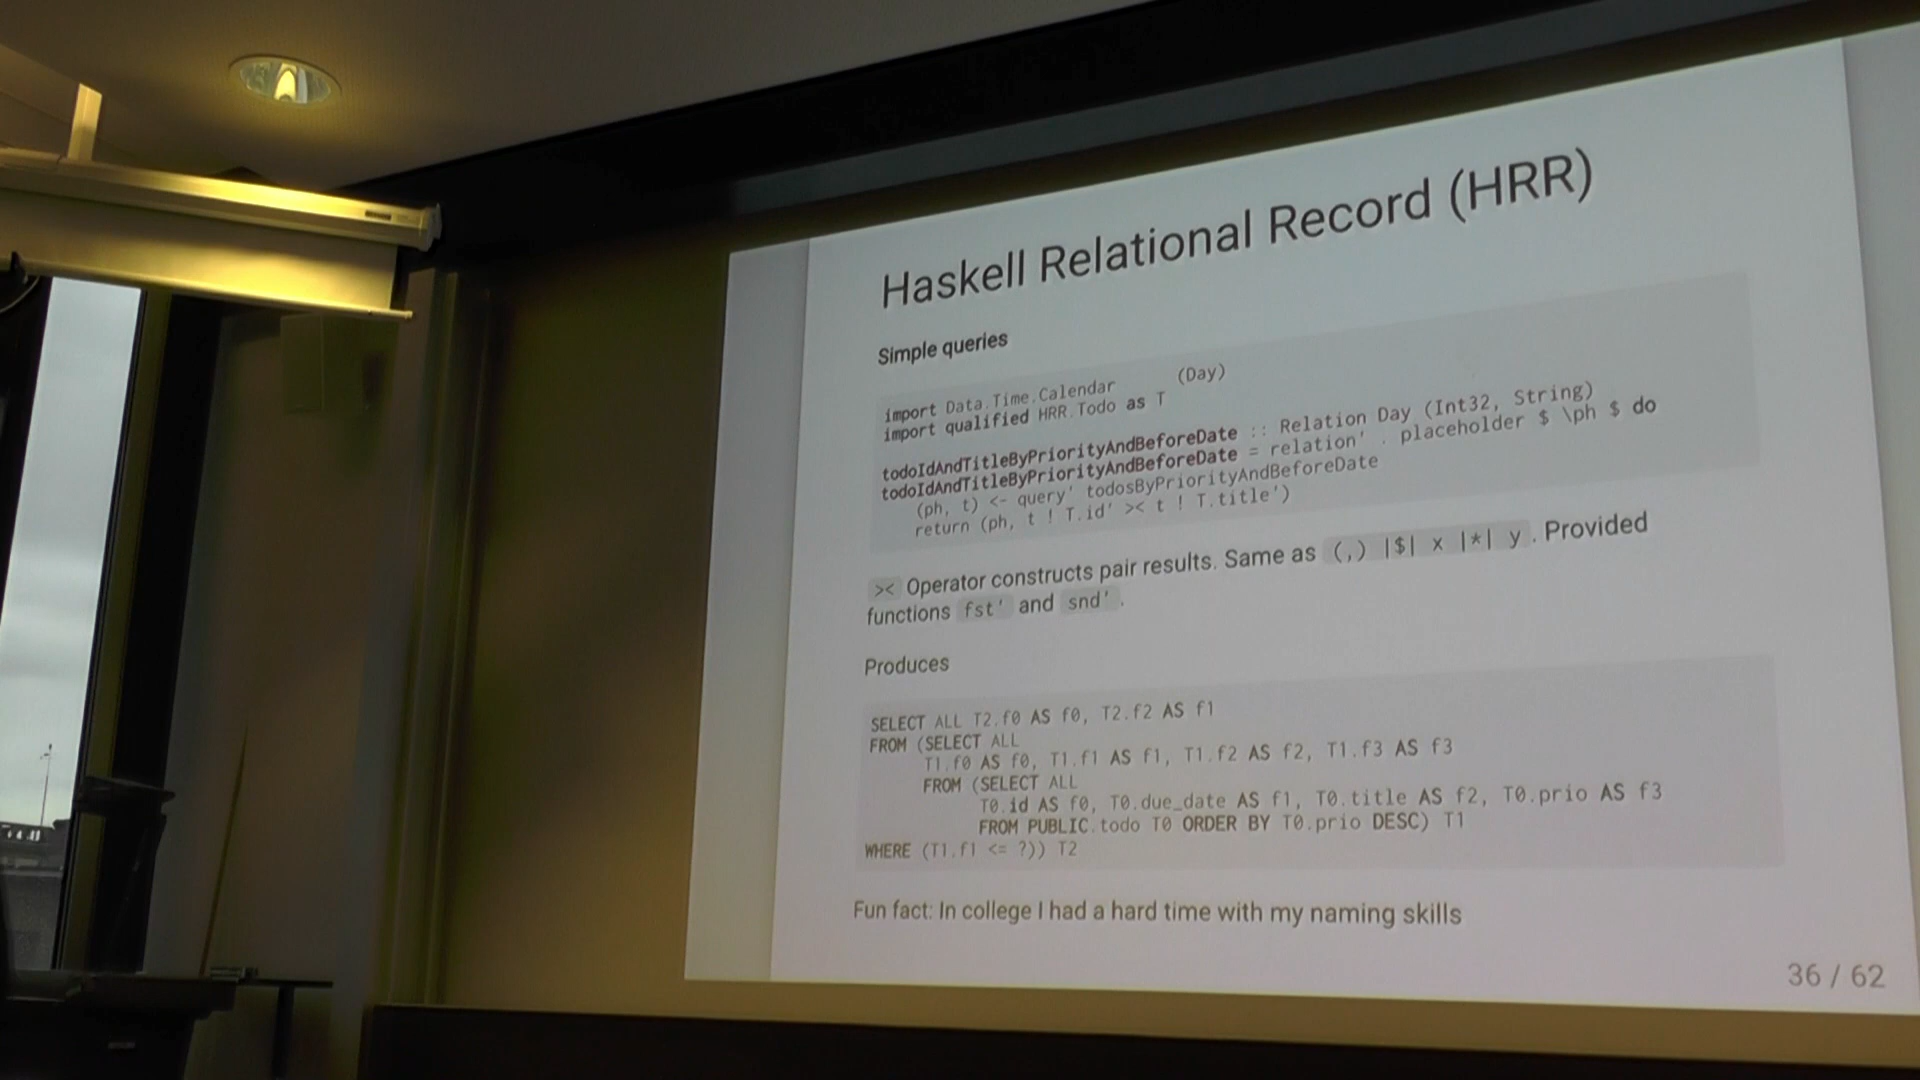 Haskell Relational Record (HRR)
Simple queries
import Data.Time.Calendar (Day)
import qualified HRR.Todo as T
todoIdAndTitleByPriorityAndBeforeDate :: Relation Day (Int32, String)
todoIdAndTitleByPriorityAndBeforeDate = relation' . placeholder $ \ph $ do
(ph, t) <- query' todosByPriorityAndBeforeDate
return (ph, t ! T.id' >< t ! T.title')
>< Operator constructs pair results. Same as (,) |$| x |*| y . Provided
functions fst' and snd' .
Produces
SELECT ALL T2.f0 AS f0, T2.f2 AS f1
FROM (SELECT ALL
T1.f0 AS f0, T1.f1 AS f1, T1.f2 AS f2, T1.f3 AS f3
FROM (SELECT ALL
T0.id AS f0, T0.due_date AS f1, T0.title AS f2, T0.prio AS f3
FROM PUBLIC.todo T0 ORDER BY T0.prio DESC) T1
WHERE (T1.f1 <= ?)) T2
Fun fact: In college I had a hard time with my naming skills
36 / 62